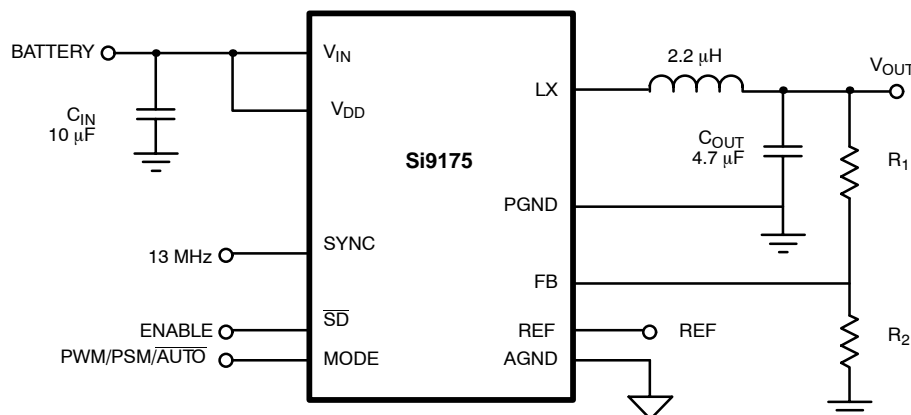 BATTERY
C_IN
10 µF
V_IN
V_DD
SYNC
13 MHz
ENABLE
SD
PWM/PSM/AUTO
MODE
Si9175
LX
PGND
FB
REF
AGND
2.2 µH
V_OUT
C_OUT
4.7 µF
R_1
R_2
REF